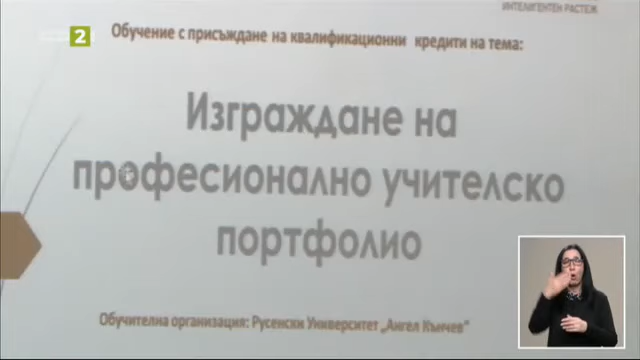 ИНТЕЛИГЕНТЕН РАСТЕЖ
2
Обучение с присъждане на квалификационни кредити на тема:
Изграждане на
професионално учителско
портфолио
Обучителна организация: Русенски Университет „Ангел Кънчев”